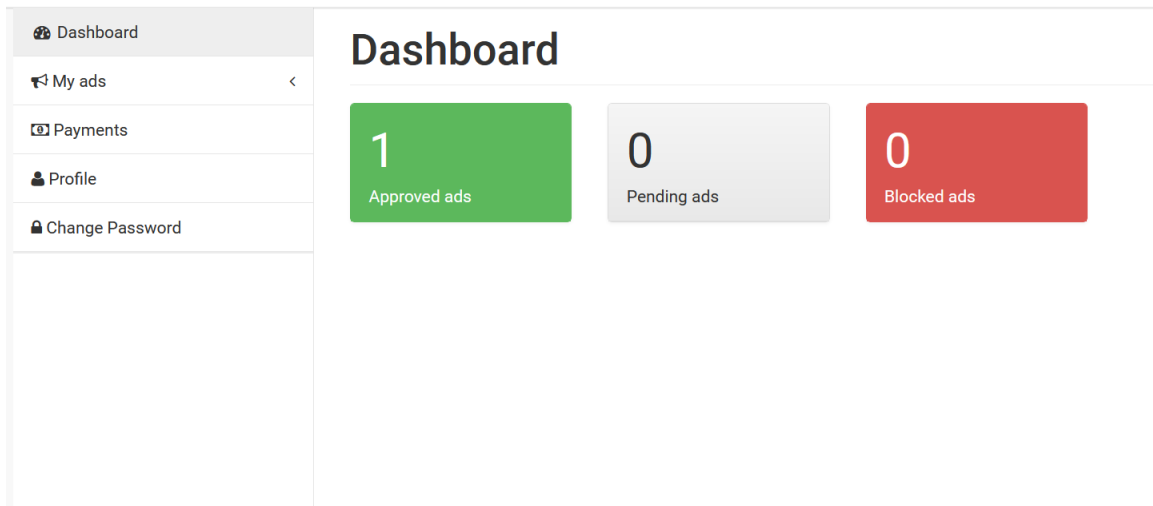 Dashboard
My ads
Payments
Profile
Change Password
Dashboard
1
Approved ads
0
Pending ads
0
Blocked ads